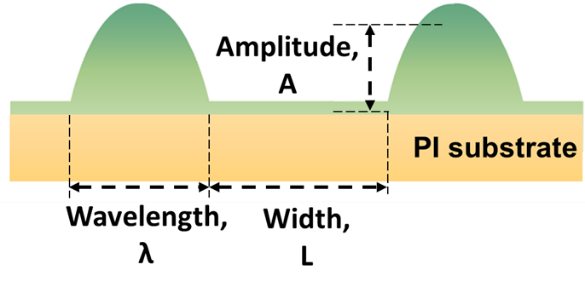 Amplitude,
A
PI substrate
Wavelength,
λ
Width,
L